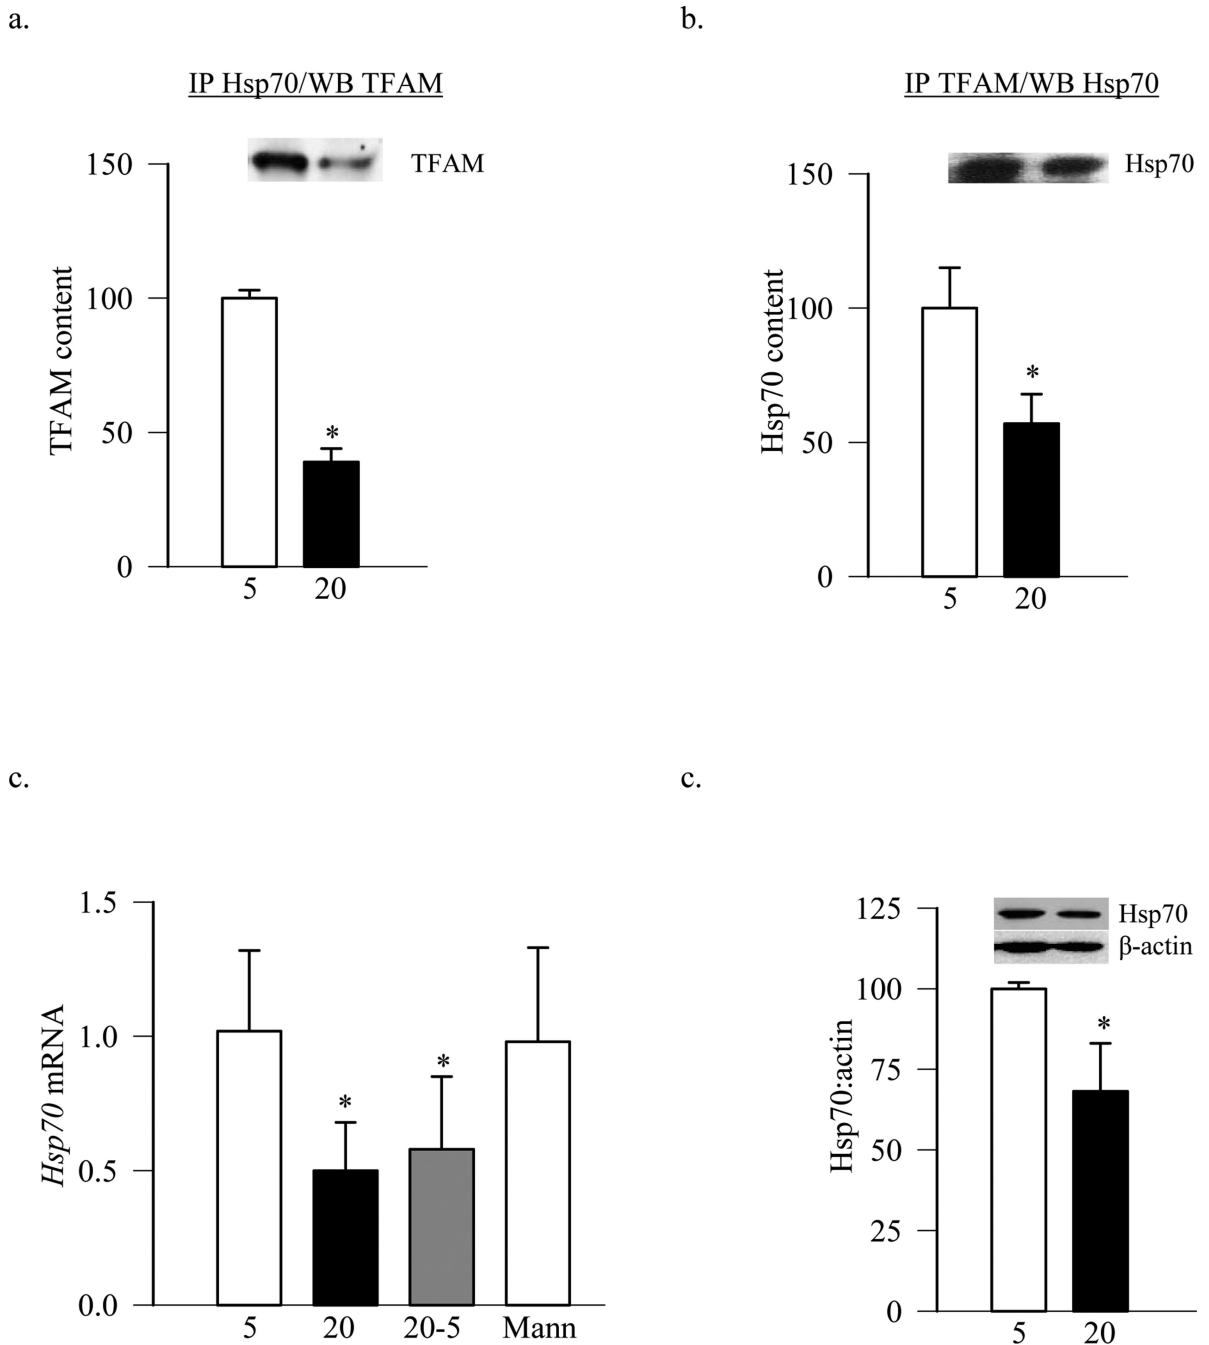 a.
IP Hsp70/WB TFAM
TFAM
TFAM content
150
100
50
0
5 20
b.
IP TFAM/WB Hsp70
Hsp70
Hsp70 content
150
100
50
0
*
*
5 20
c.
Hsp70 mRNA
1.5
1.0
0.5
0.0
*
*
5 20 20-5 Mann
c.
Hsp70
β-actin
Hsp70:actin
125
100
75
50
25
0
*
5 20